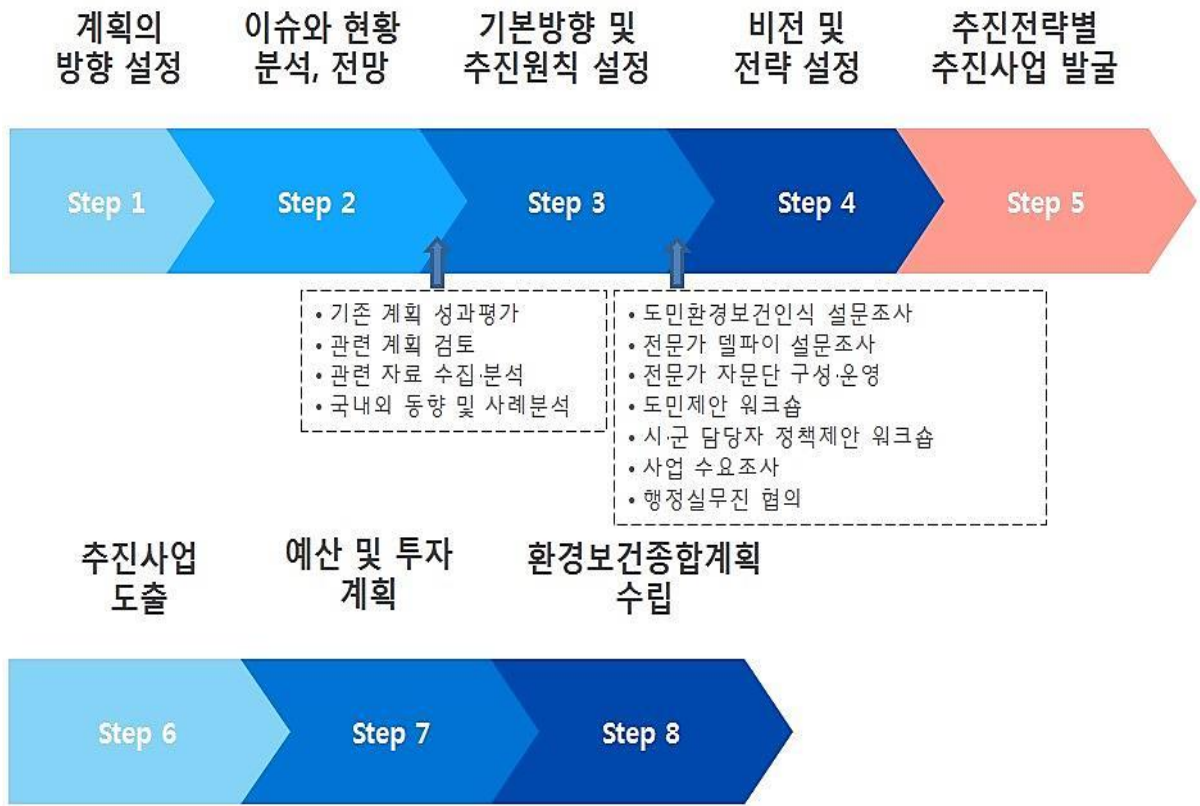 계획의
방향 설정
이슈와 현황
분석, 전망
기본방향 및
추진원칙 설정
비전 및
전략 설정
추진전략별
추진사업 발굴
Step 1
Step 2
Step 3
Step 4
Step 5
• 기존 계획 성과평가
• 관련 계획 검토
• 관련 자료 수집·분석
• 국내외 동향 및 사례분석
• 도민환경보건인식 설문조사
• 전문가 델파이 설문조사
• 전문가 자문단 구성·운영
• 도민제안 워크숍
• 시·군 담당자 정책제안 워크숍
• 사업 수요조사
• 행정실무진 협의
추진사업
도출
예산 및 투자
계획
환경보건종합계획
수립
Step 6
Step 7
Step 8